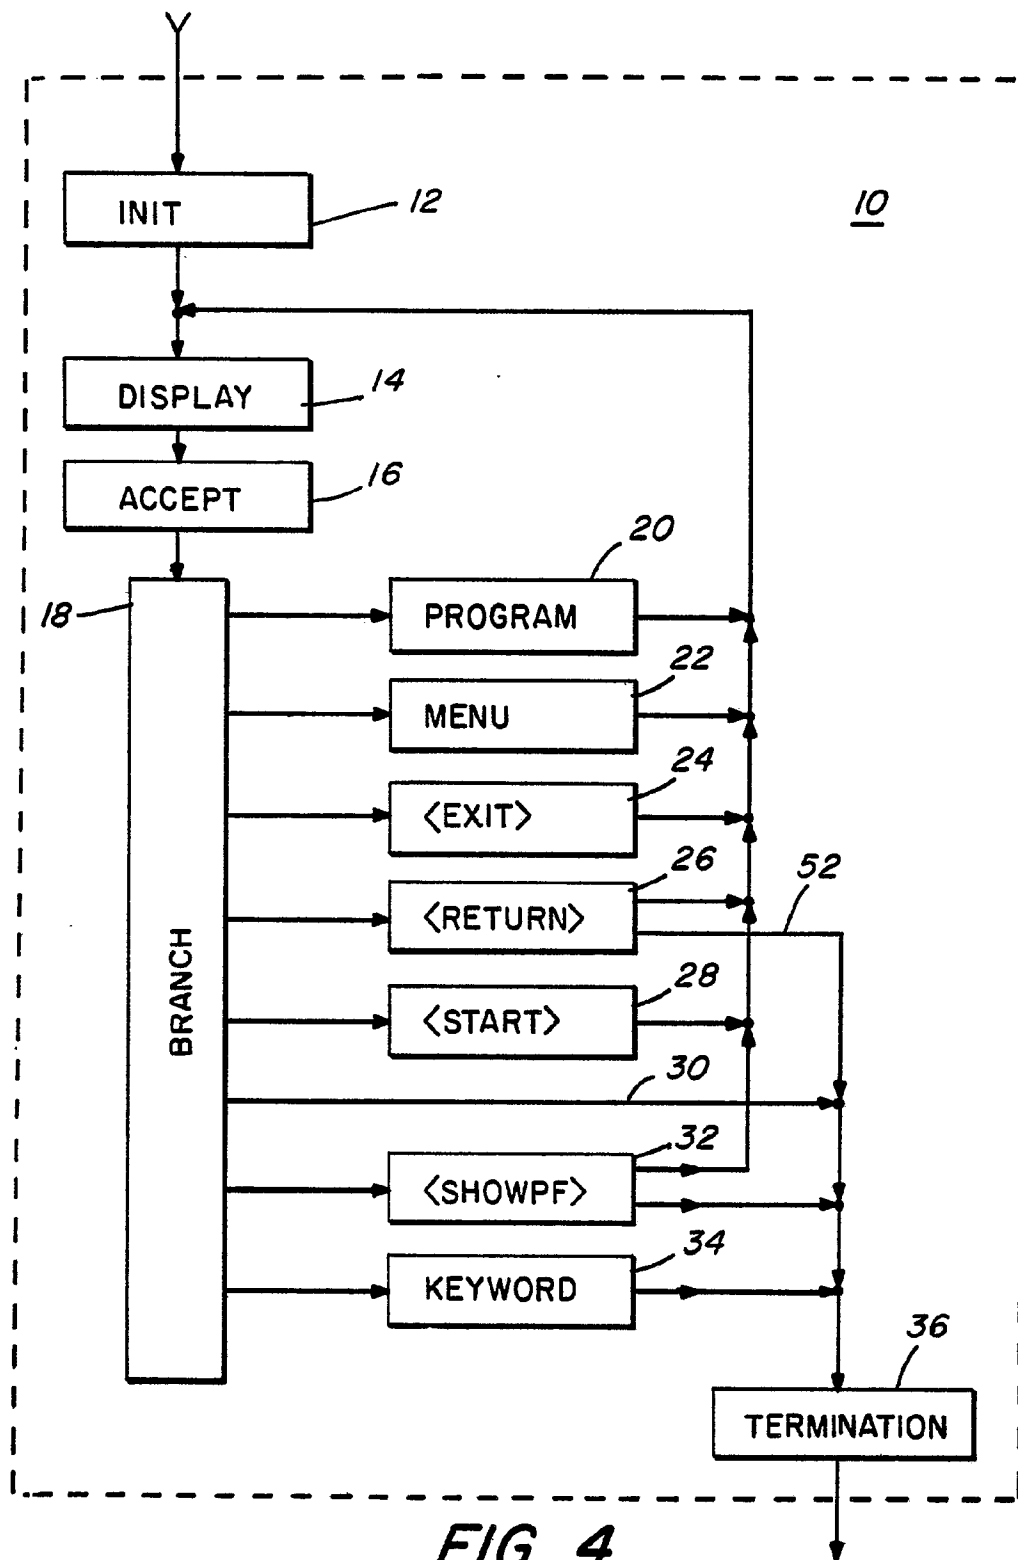 INIT
12
10
DISPLAY
14
ACCEPT
16
18
BRANCH
PROGRAM
20
MENU
22
<EXIT>
24
<RETURN>
26
52
<START>
28
30
<SHOWPF>
32
KEYWORD
34
36
TERMINATION
FIG. 4